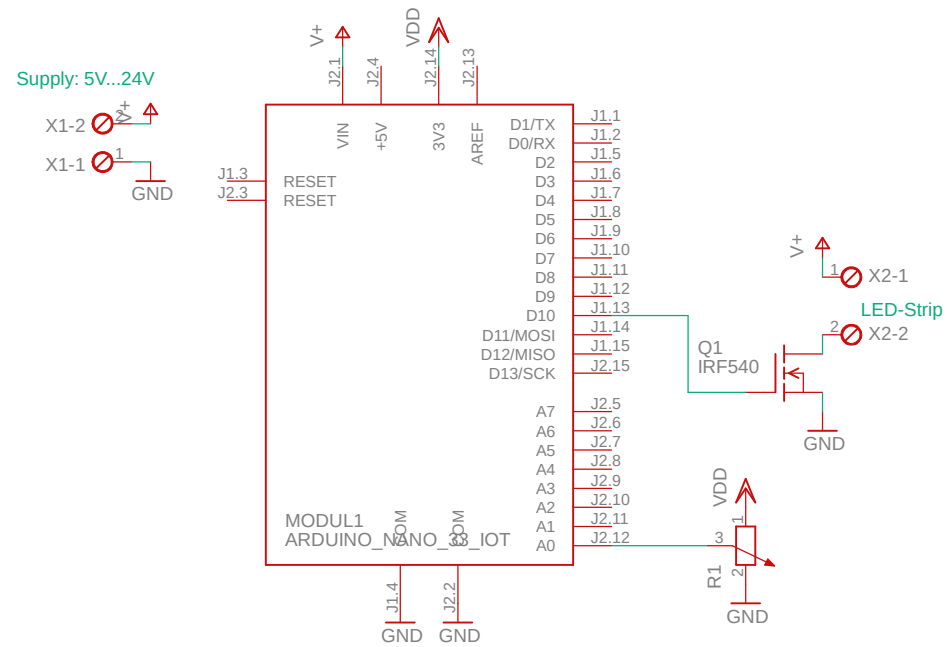 V+
VDD
J2.1
J2.4
J2.14
J2.13
Supply: 5V...24V
V+
X1-2
2
X1-1
1
GND
VIN
+5V
3V3
AREF
J1.3
RESET
J2.3
RESET
D1/TX
J1.1
D0/RX
J1.2
D2
J1.5
D3
J1.6
D4
J1.7
D5
J1.8
D6
J1.9
D7
J1.10
D8
J1.11
D9
J1.12
D10
J1.13
D11/MOSI
J1.14
D12/MISO
J1.15
D13/SCK
J2.15
A7
J2.5
A6
J2.6
A5
J2.7
A4
J2.8
A3
J2.9
A2
J2.10
A1
J2.11
A0
J2.12
V+
1
X2-1
LED-Strip
2
X2-2
Q1
IRF540
GND
VDD
1
3
2
R1
GND
MODUL1
ARDUINO_NANO_33_IOT
COM
COM
J1.4
J2.2
GND
GND